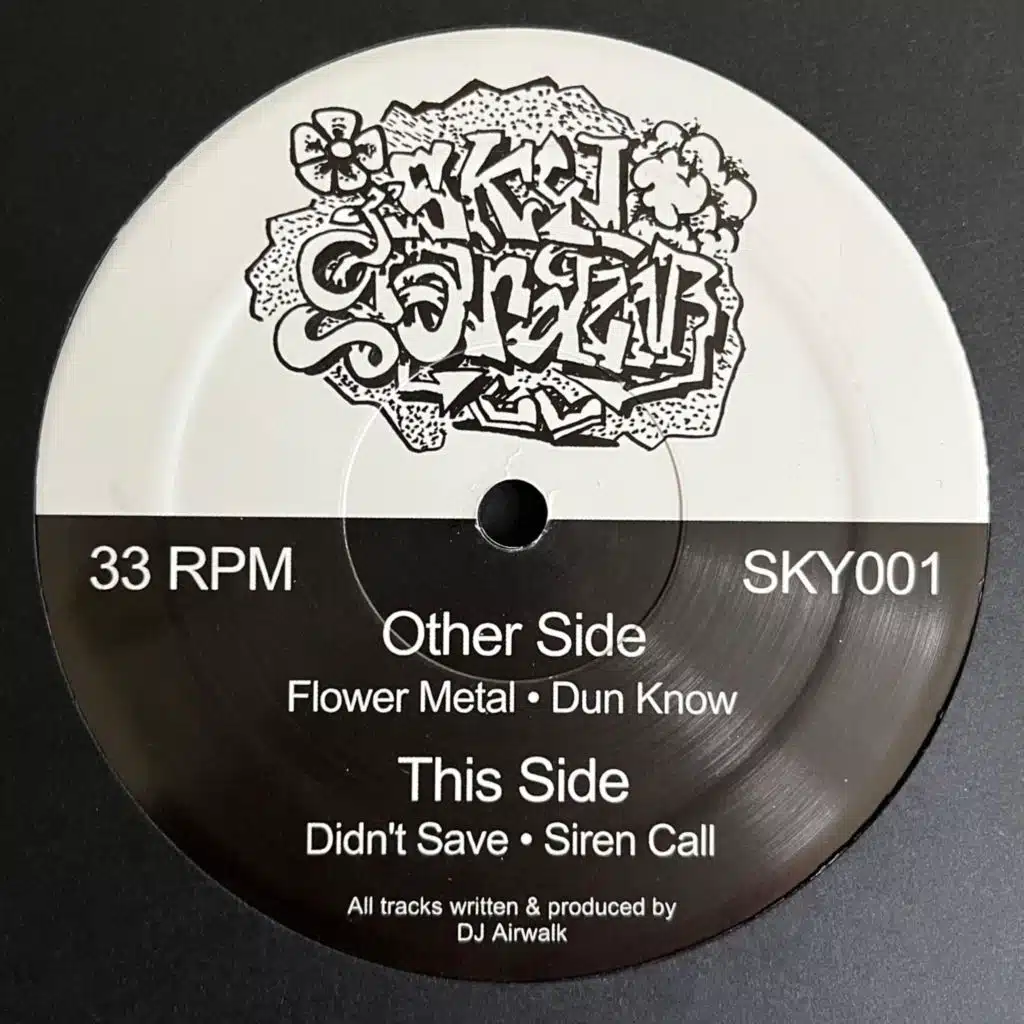 Sky
33 RPM
SKY001
Other Side
Flower Metal • Dun Know
This Side
Didn't Save • Siren Call
All tracks written & produced by
DJ Airwalk